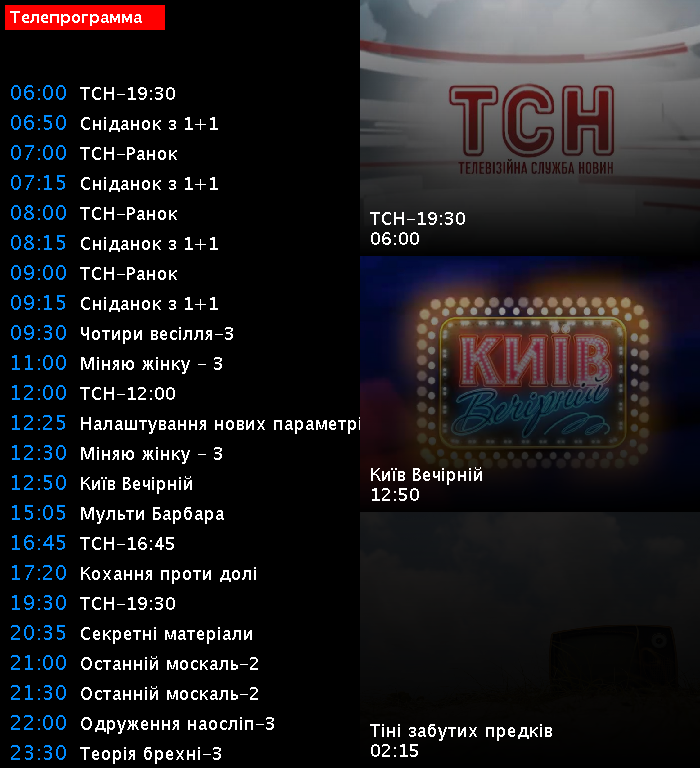 Телепрограмма
06:00 ТСН-19:30
06:50 Сніданок з 1+1
07:00 ТСН-Ранок
07:15 Сніданок з 1+1
08:00 ТСН-Ранок
08:15 Сніданок з 1+1
09:00 ТСН-Ранок
09:15 Сніданок з 1+1
09:30 Чотири весілля-3
11:00 Міняю жінку - 3
12:00 ТСН-12:00
12:25 Налаштування нових параметрі
12:30 Міняю жінку - 3
12:50 Київ Вечірній
15:05 Мульти Барбара
16:45 ТСН-16:45
17:20 Кохання проти долі
19:30 ТСН-19:30
20:35 Секретні матеріали
21:00 Останній москаль-2
21:30 Останній москаль-2
22:00 Одруження наосліп-3
23:30 Теорія брехні-3
ТСН
ТЕЛЕВІЗІЙНА СЛУЖБА НОВИН
ТСН-19:30
06:00
КИЇВ
Вечірній
Київ Вечірній
12:50
Тіні забутих предків
02:15